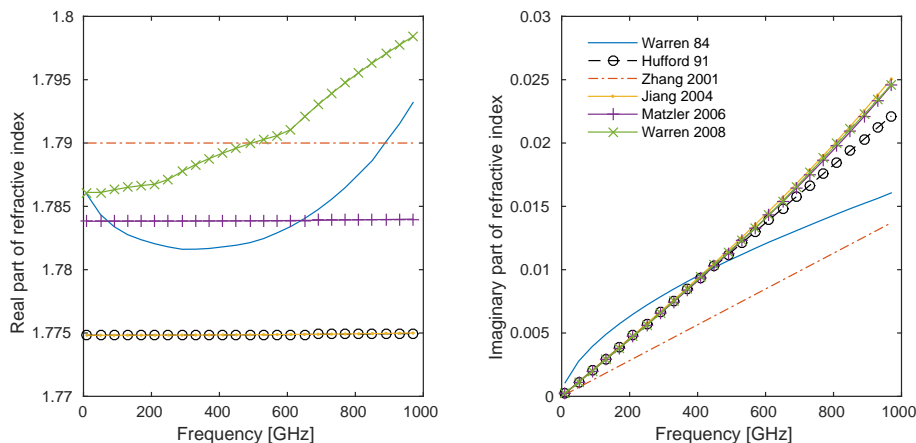 1.8
1.795
1.79
1.785
1.78
1.775
1.77
Real part of refractive index
0
200
400
600
800
1000
Frequency [GHz]
0.03
0.025
0.02
0.015
0.01
0.005
0
Imaginary part of refractive index
Warren 84
Hufford 91
Zhang 2001
Jiang 2004
Matzler 2006
Warren 2008
0
200
400
600
800
1000
Frequency [GHz]